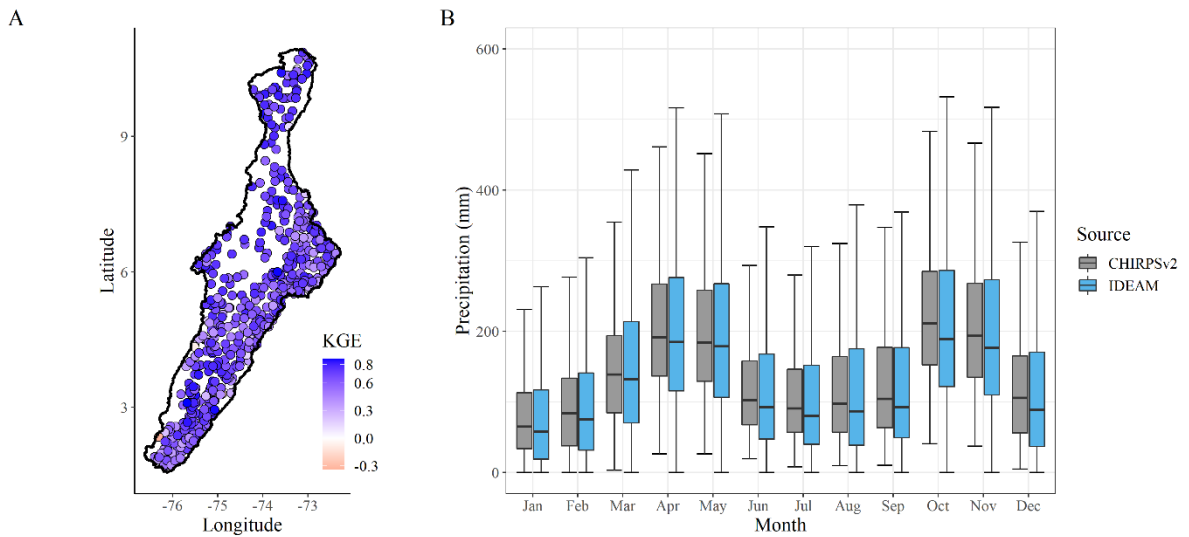 A
B
Latitude
9
6
3
-76
-75
-74
-73
Longitude
KGE
0.8
0.6
0.3
0.0
-0.3
Precipitation (mm)
600
400
200
0
Jan
Feb
Mar
Apr
May
Jun
Jul
Aug
Sep
Oct
Nov
Dec
Month
Source
CHIRPSv2
IDEAM